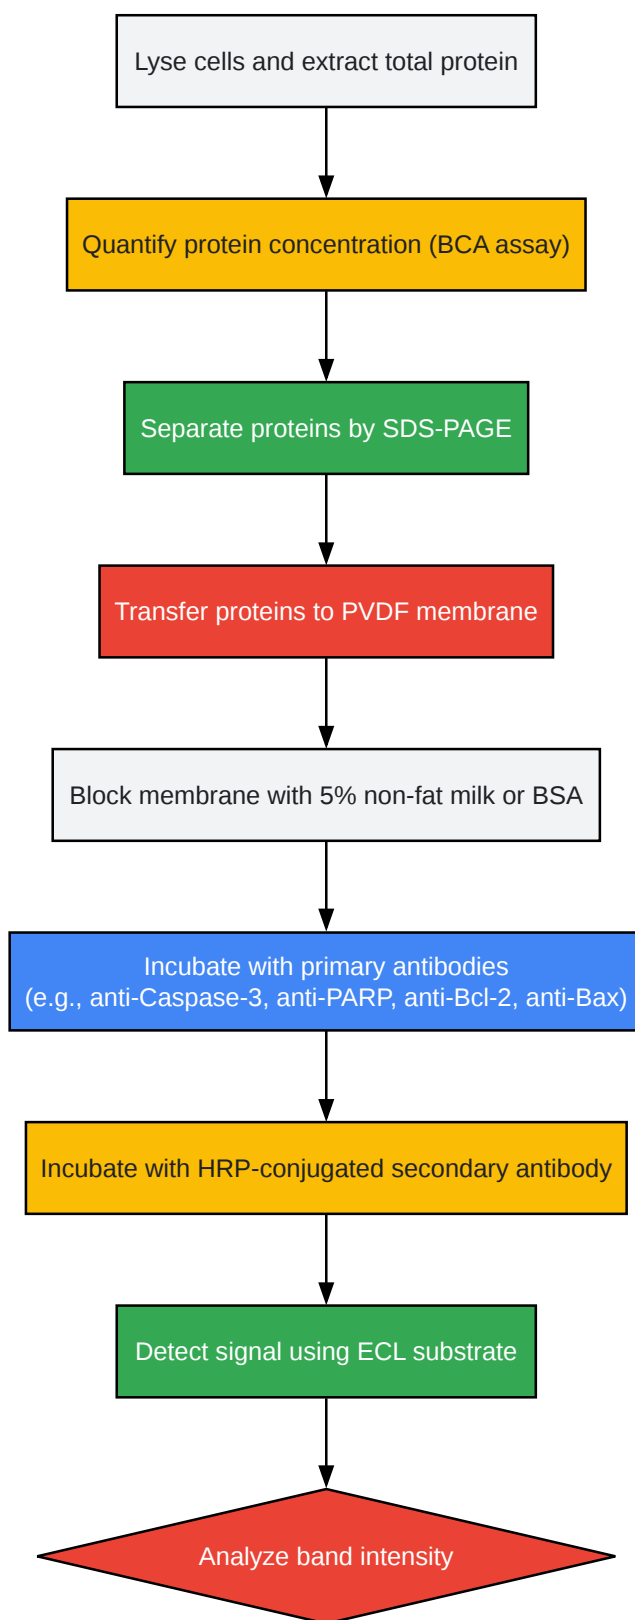 Lyse cells and extract total protein
Quantify protein concentration (BCA assay)
Separate proteins by SDS-PAGE
Transfer proteins to PVDF membrane
Block membrane with 5% non-fat milk or BSA
Incubate with primary antibodies
(e.g., anti-Caspase-3, anti-PARP, anti-Bcl-2, anti-Bax)
Incubate with HRP-conjugated secondary antibody
Detect signal using ECL substrate
Analyze band intensity